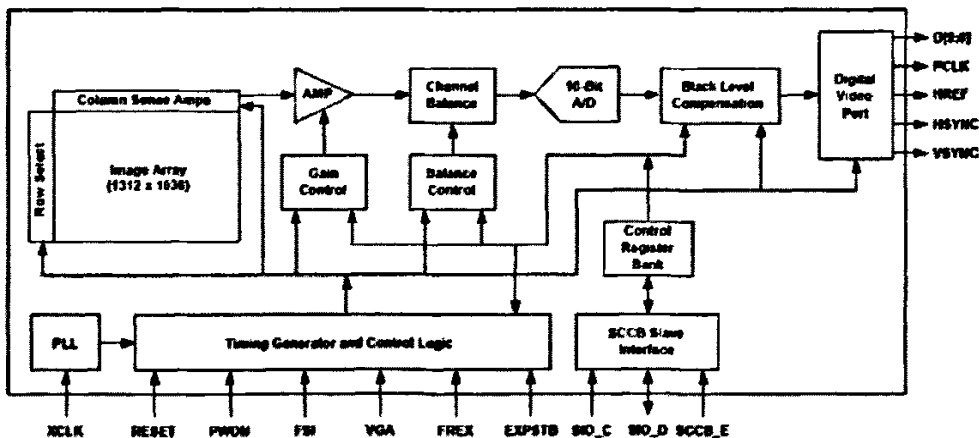 Column Sense Amps
Row Select
Image Array
(1312 x 1036)
AMP
Channel
Balance
10-Bit
A/D
Black Level
Compensation
Digital
Video
Port
D[9:0]
PCLK
HREF
HSYNC
VSYNC
Gain
Control
Balance
Control
Control
Register
Bank
PLL
Timing Generator and Control Logic
SCCB Slave
Interface
XCLK
RESET
PWDN
FSI
VGA
FREX
EXPSTB
SIO_C
SIO_D
SCCB_E